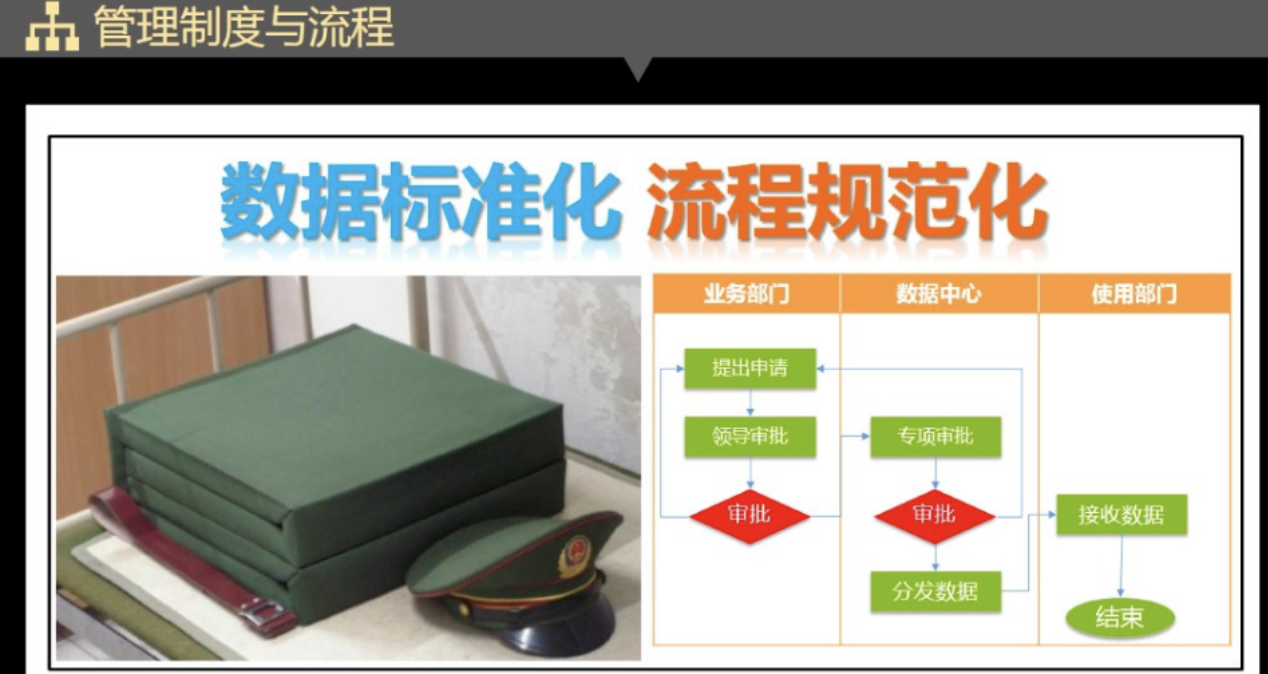 管理制度与流程
数据标准化 流程规范化
业务部门 数据中心 使用部门
提出申请
领导审批 专项审批
审批 审批 接收数据
分发数据
结束